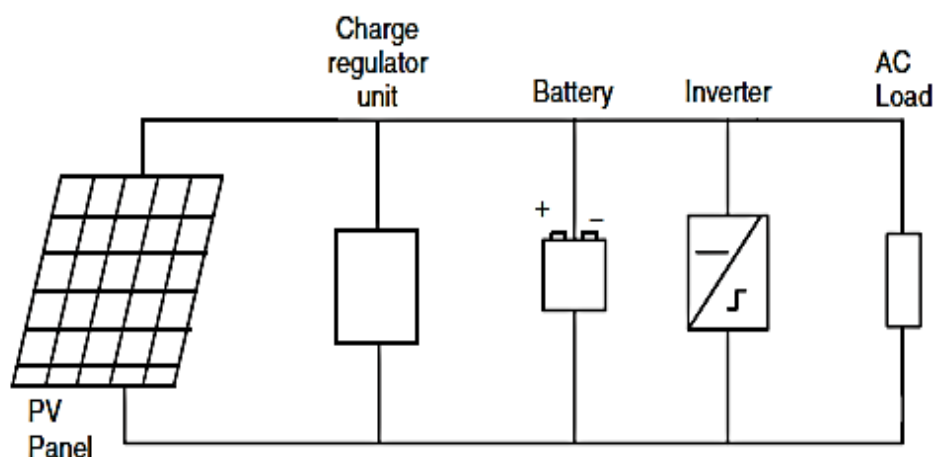 Charge
regulator
unit
Battery
Inverter
AC
Load
+ −
PV
Panel